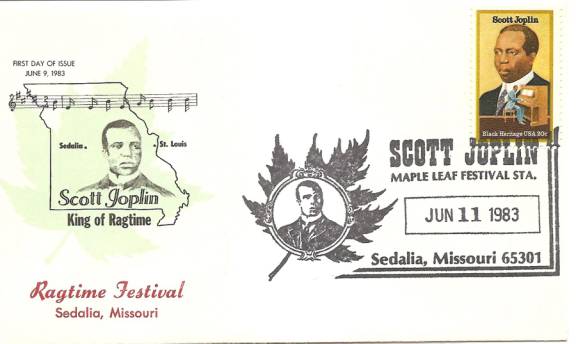 FIRST DAY OF ISSUE
JUNE 9, 1983
Sedalia
St. Louis
Scott Joplin
King of Ragtime
Ragtime Festival
Sedalia, Missouri
Scott Joplin
Black Heritage USA 20c
SCOTT JOPLIN
MAPLE LEAF FESTIVAL STA.
JUN 11 1983
Sedalia, Missouri 65301